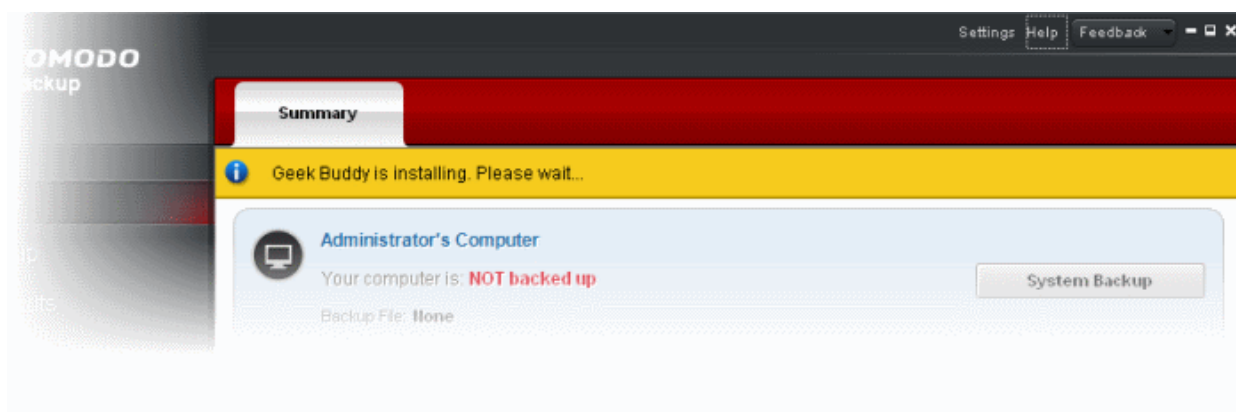 Settings Help Feedback
OMODO
ackup
Summary
Geek Buddy is installing. Please wait...
Administrator's Computer
Your computer is: NOT backed up
System Backup
Backup File: None